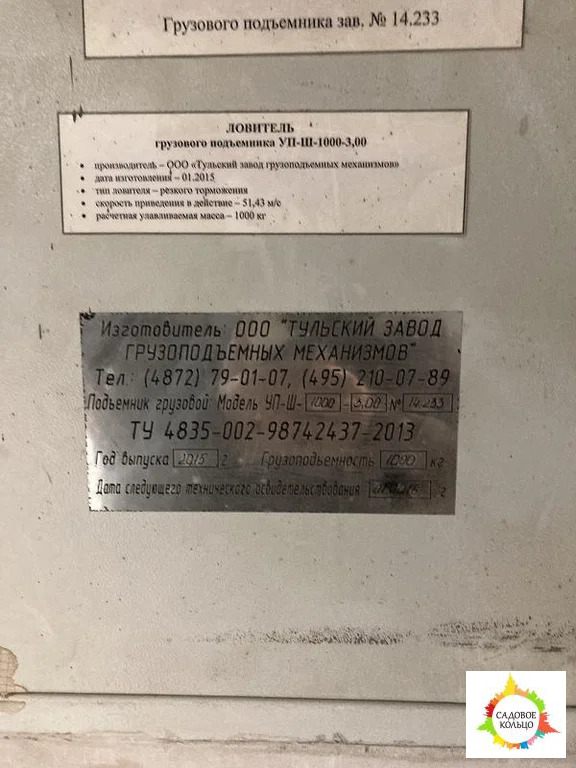 Грузового подъемника зав. № 14.233
ЛОВИТЕЛЬ
грузового подъемника УП-Ш-1000-3,00
• производитель – ООО «Тульский завод грузоподъемных механизмов»
• дата изготовления – 01.2015
• тип ловителя – резкого торможения
• скорость приведения в действие – 51,43 м/с
• расчетная улавливаемая масса – 1000 кг
Изготовитель: ООО "ТУЛЬСКИЙ ЗАВОД
ГРУЗОПОДЪЕМНЫХ МЕХАНИЗМОВ"
Тел.: (4872) 79-01-07, (495) 210-07-89
Подъемник грузовой Модель УП-Ш- 1000 - 3,00 № 14.233
ТУ 4835-002-98742437-2013
Год выпуска 2015 г Грузоподъемность 1000 кг
Дата следующего технического освидетельствования г
САДОВОЕ
КОЛЬЦО